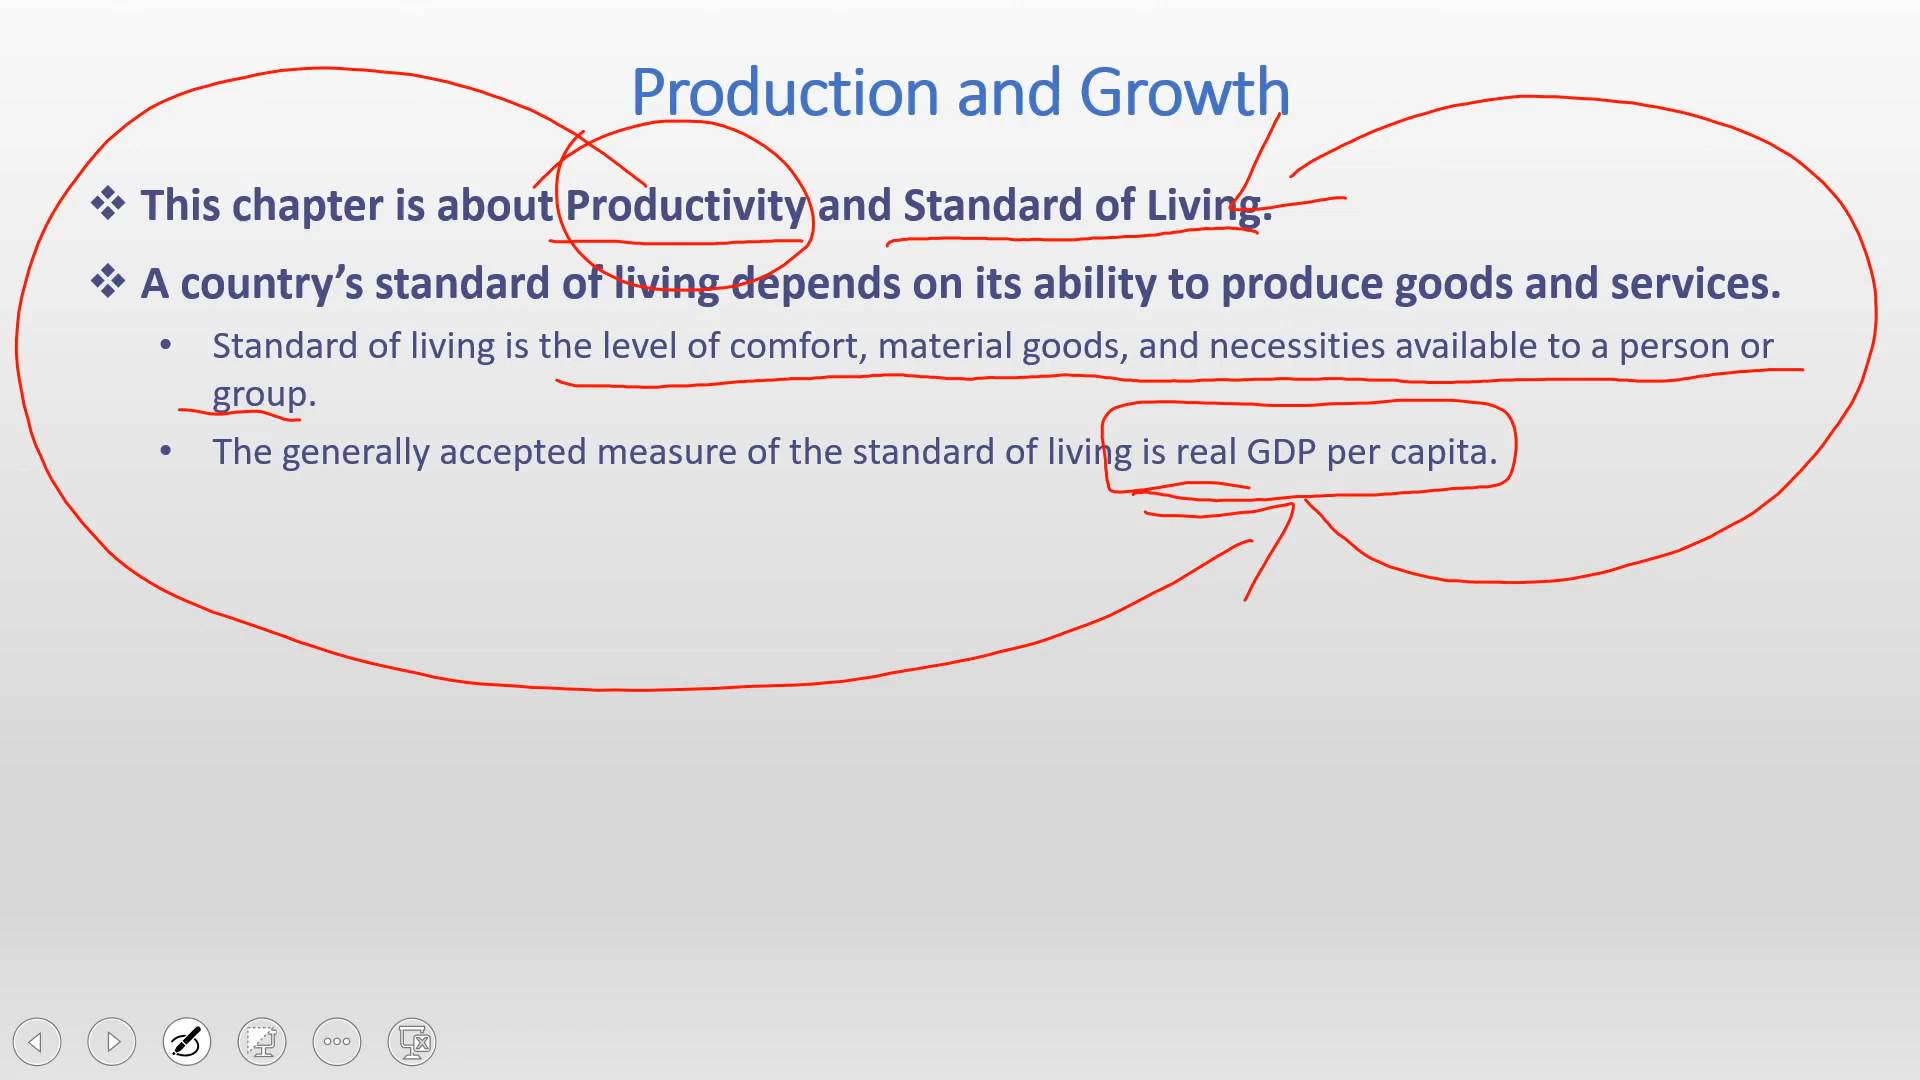 Production and Growth
❖ This chapter is about Productivity and Standard of Living.
❖ A country’s standard of living depends on its ability to produce goods and services.
• Standard of living is the level of comfort, material goods, and necessities available to a person or
group.
• The generally accepted measure of the standard of living is real GDP per capita.